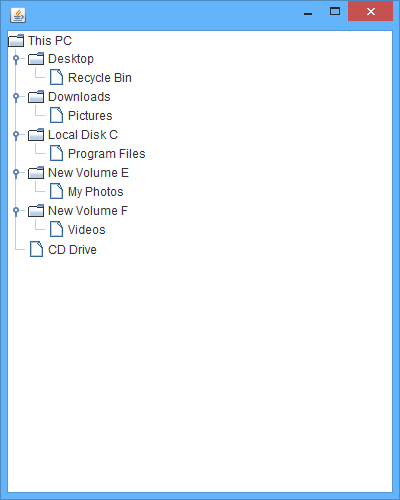 This PC
Desktop
Recycle Bin
Downloads
Pictures
Local Disk C
Program Files
New Volume E
My Photos
New Volume F
Videos
CD Drive